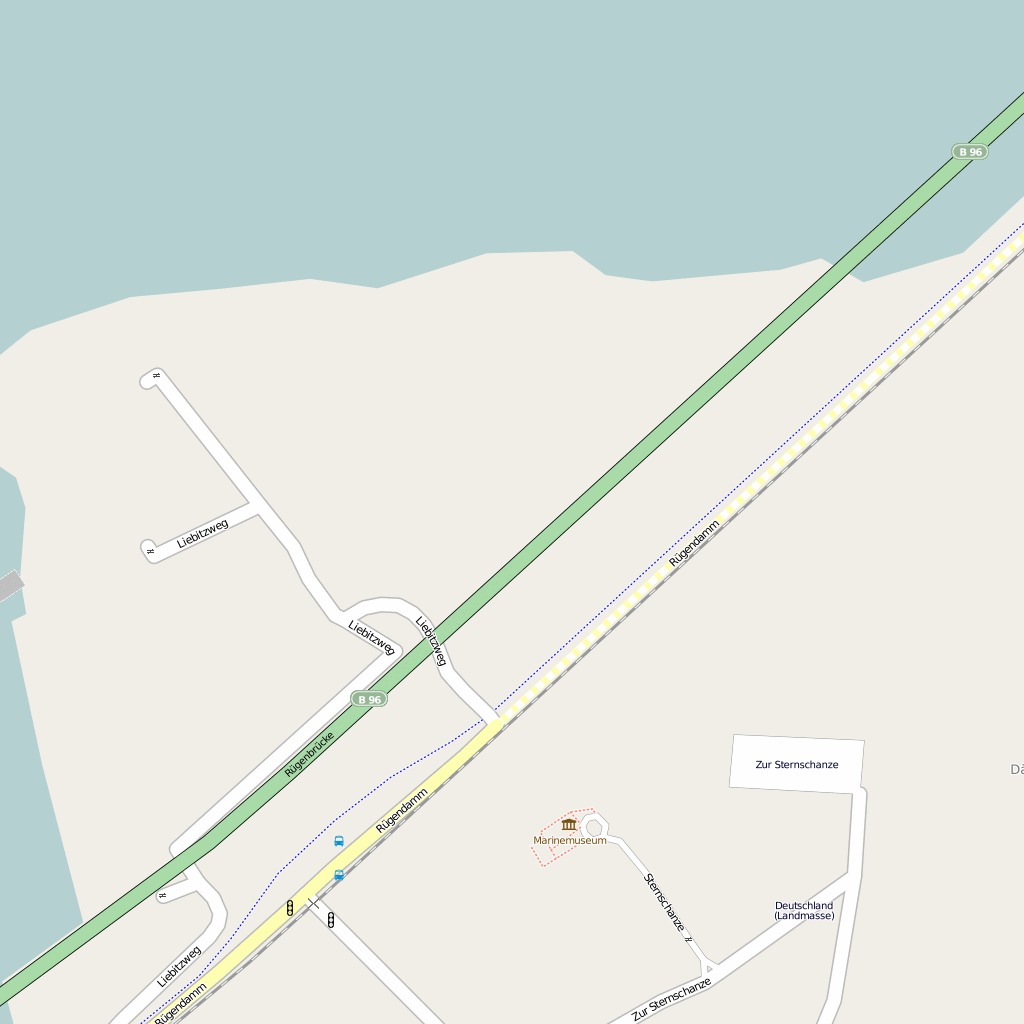 B 96
Rügendamm
Liebitzweg
Liebitzweg
Liebitzweg
B 96
Rügenbrücke
Zur Sternschanze
Rügendamm
Marinemuseum
Sternschanze
Deutschland
(Landmasse)
Liebitzweg
Zur Sternschanze
Rügendamm